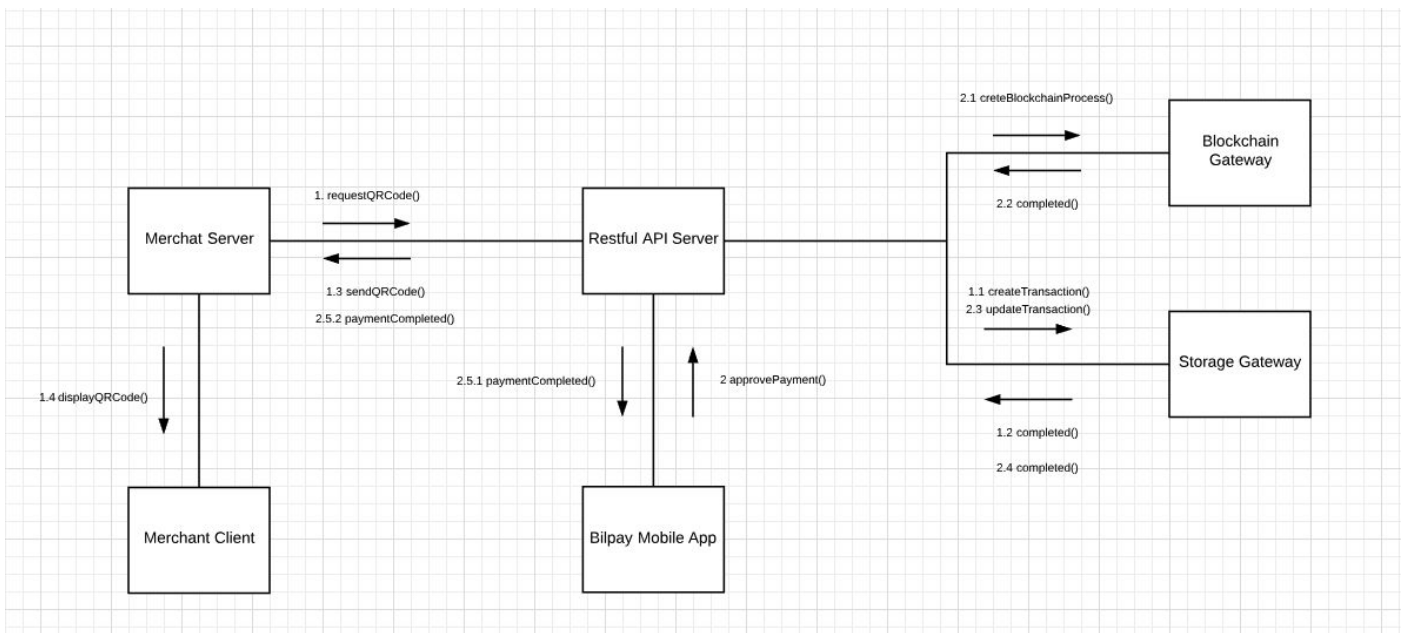 2.1 creteBlockchainProcess()
Blockchain
Gateway
2.2 completed()
1. requestQRCode()
Merchat Server
Restful API Server
1.3 sendQRCode()
2.5.2 paymentCompleted()
1.1 createTransaction()
2.3 updateTransaction()
Storage Gateway
1.4 displayQRCode()
2.5.1 paymentCompleted()
2 approvePayment()
1.2 completed()
2.4 completed()
Merchant Client
Bilpay Mobile App